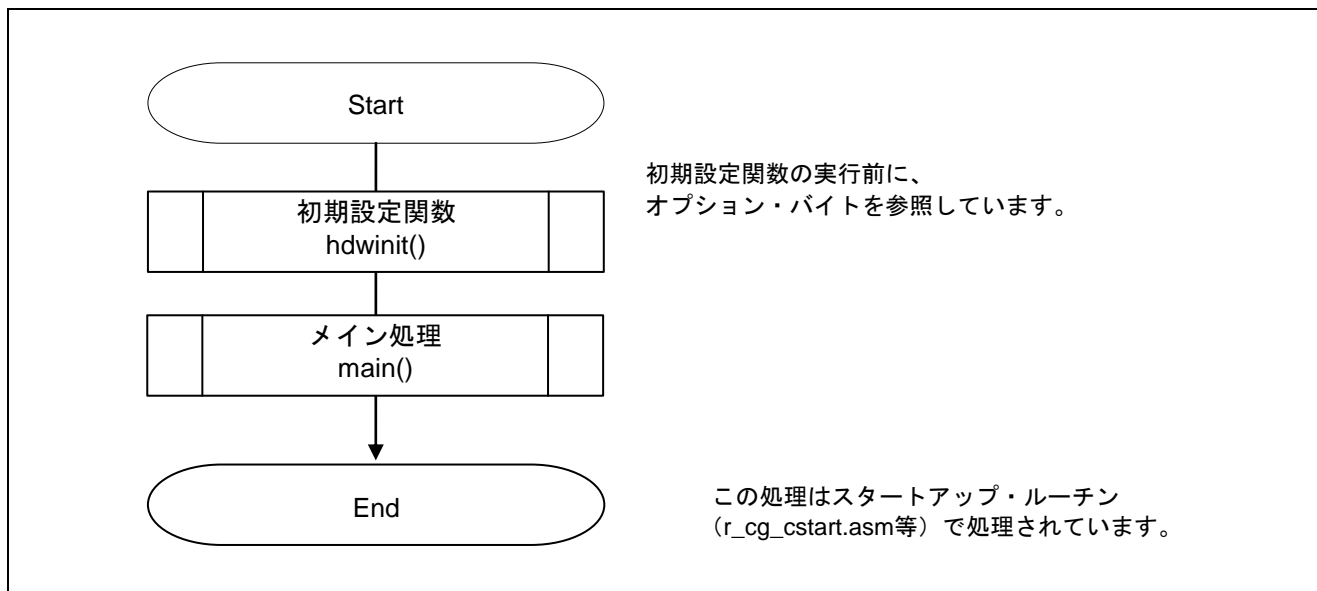 Start
初期設定関数の実行前に、
オプション・バイトを参照しています。
初期設定関数
hdwinit()
メイン処理
main()
End
この処理はスタートアップ・ルーチン
（r_cg_cstart.asm等）で処理されています。